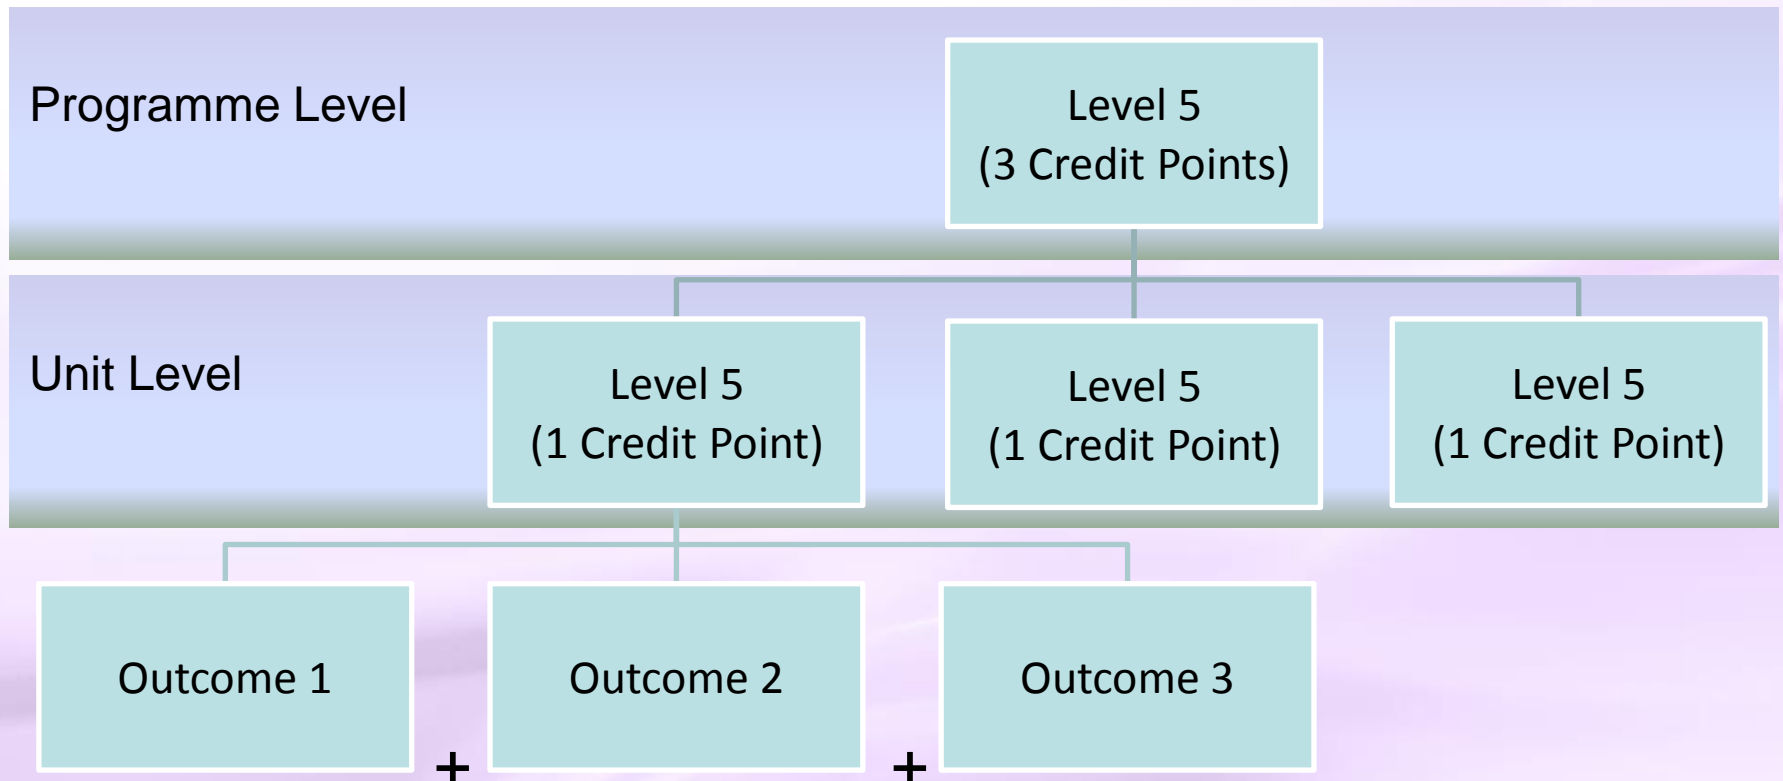 Programme Level
Level 5
(3 Credit Points)
Unit Level
Level 5
(1 Credit Point)
Level 5
(1 Credit Point)
Level 5
(1 Credit Point)
Outcome 1
+
Outcome 2
+
Outcome 3